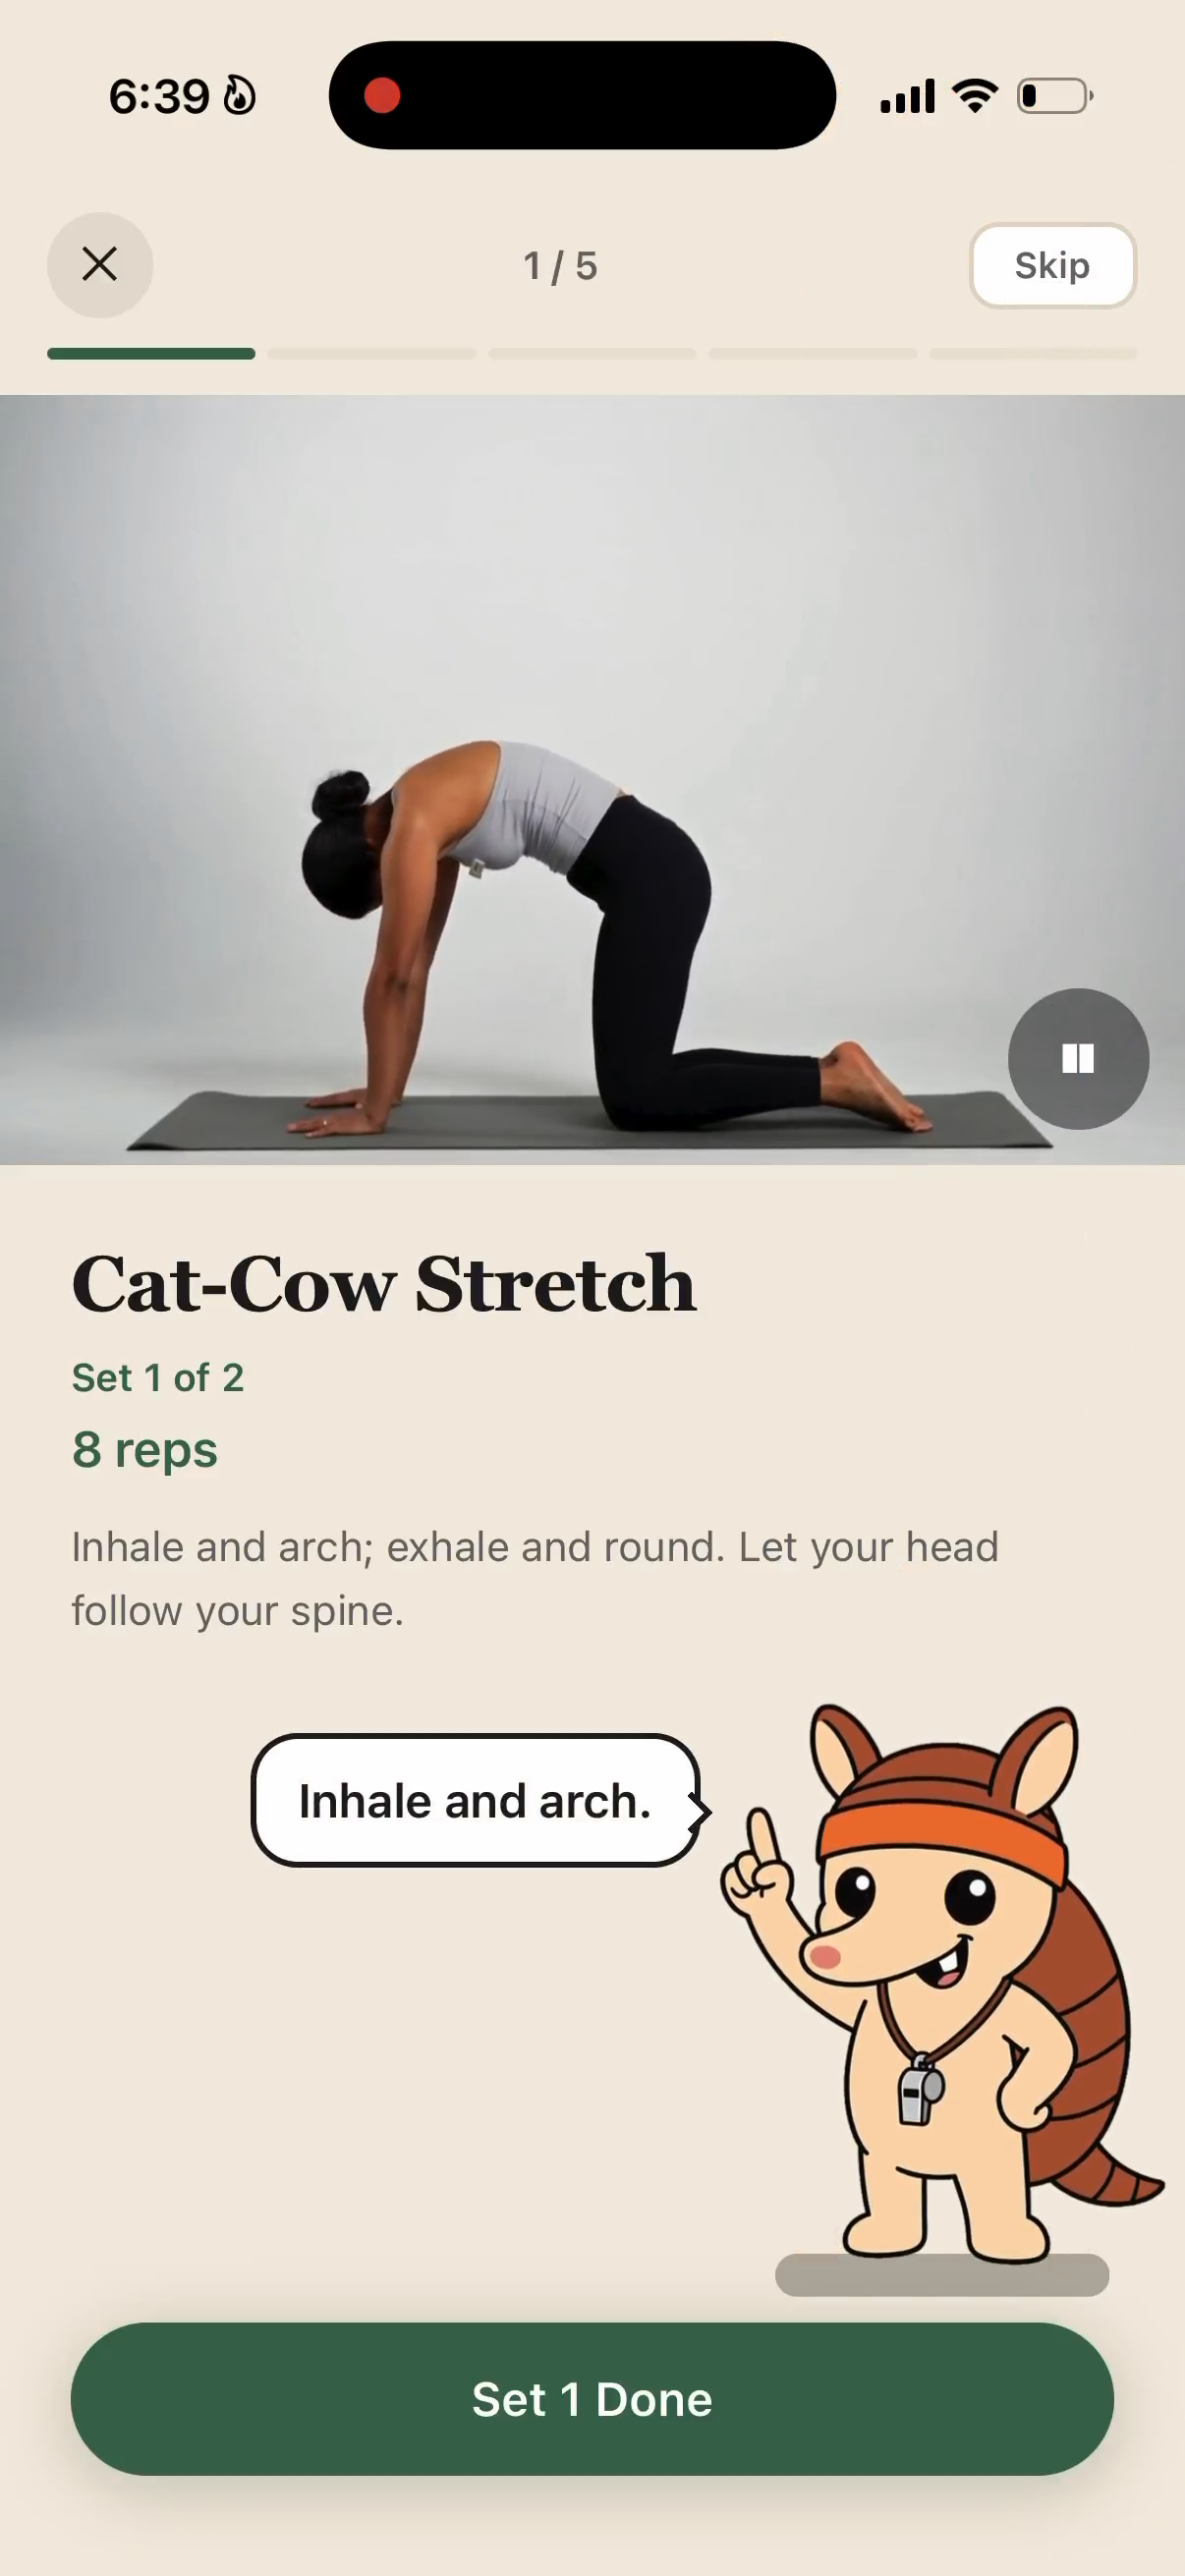 6:39
1 / 5
Skip
Cat-Cow Stretch
Set 1 of 2
8 reps
Inhale and arch; exhale and round. Let your head
follow your spine.
Inhale and arch.
Set 1 Done